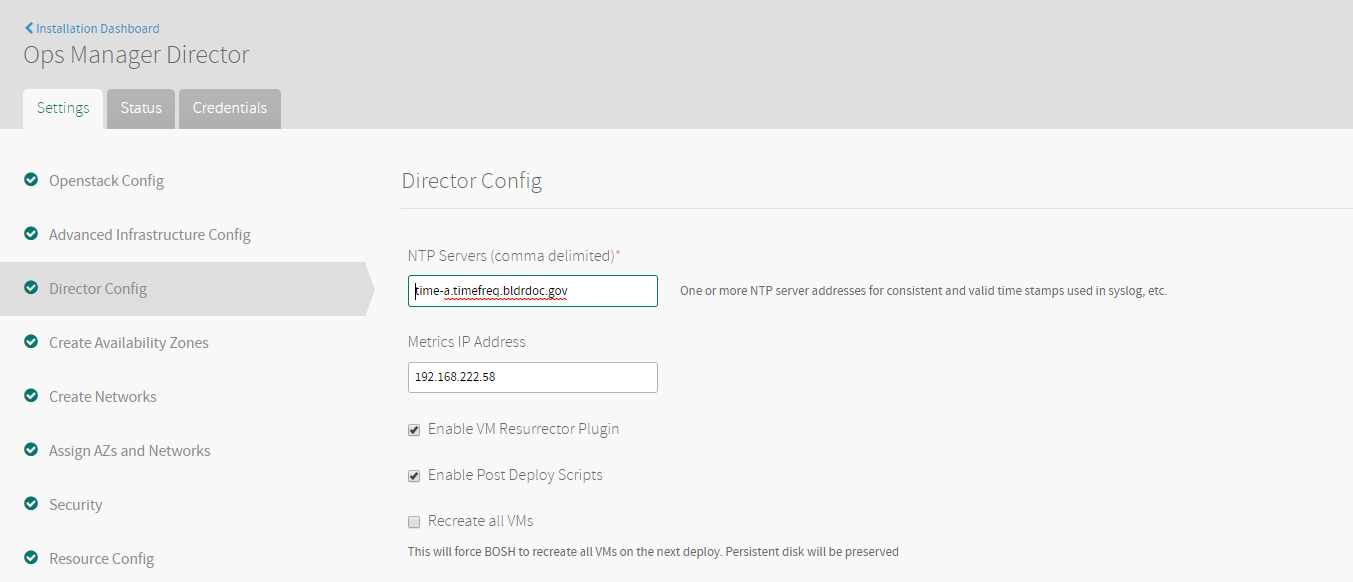 Installation Dashboard
Ops Manager Director
Settings Status Credentials
Openstack Config
Advanced Infrastructure Config
Director Config
Create Availability Zones
Create Networks
Assign AZs and Networks
Security
Resource Config
Director Config
NTP Servers (comma delimited)*
time-a.timefreq.bldrdoc.gov
One or more NTP server addresses for consistent and valid time stamps used in syslog, etc.
Metrics IP Address
192.168.222.58
Enable VM Resurrector Plugin
Enable Post Deploy Scripts
Recreate all VMs
This will force BOSH to recreate all VMs on the next deploy. Persistent disk will be preserved